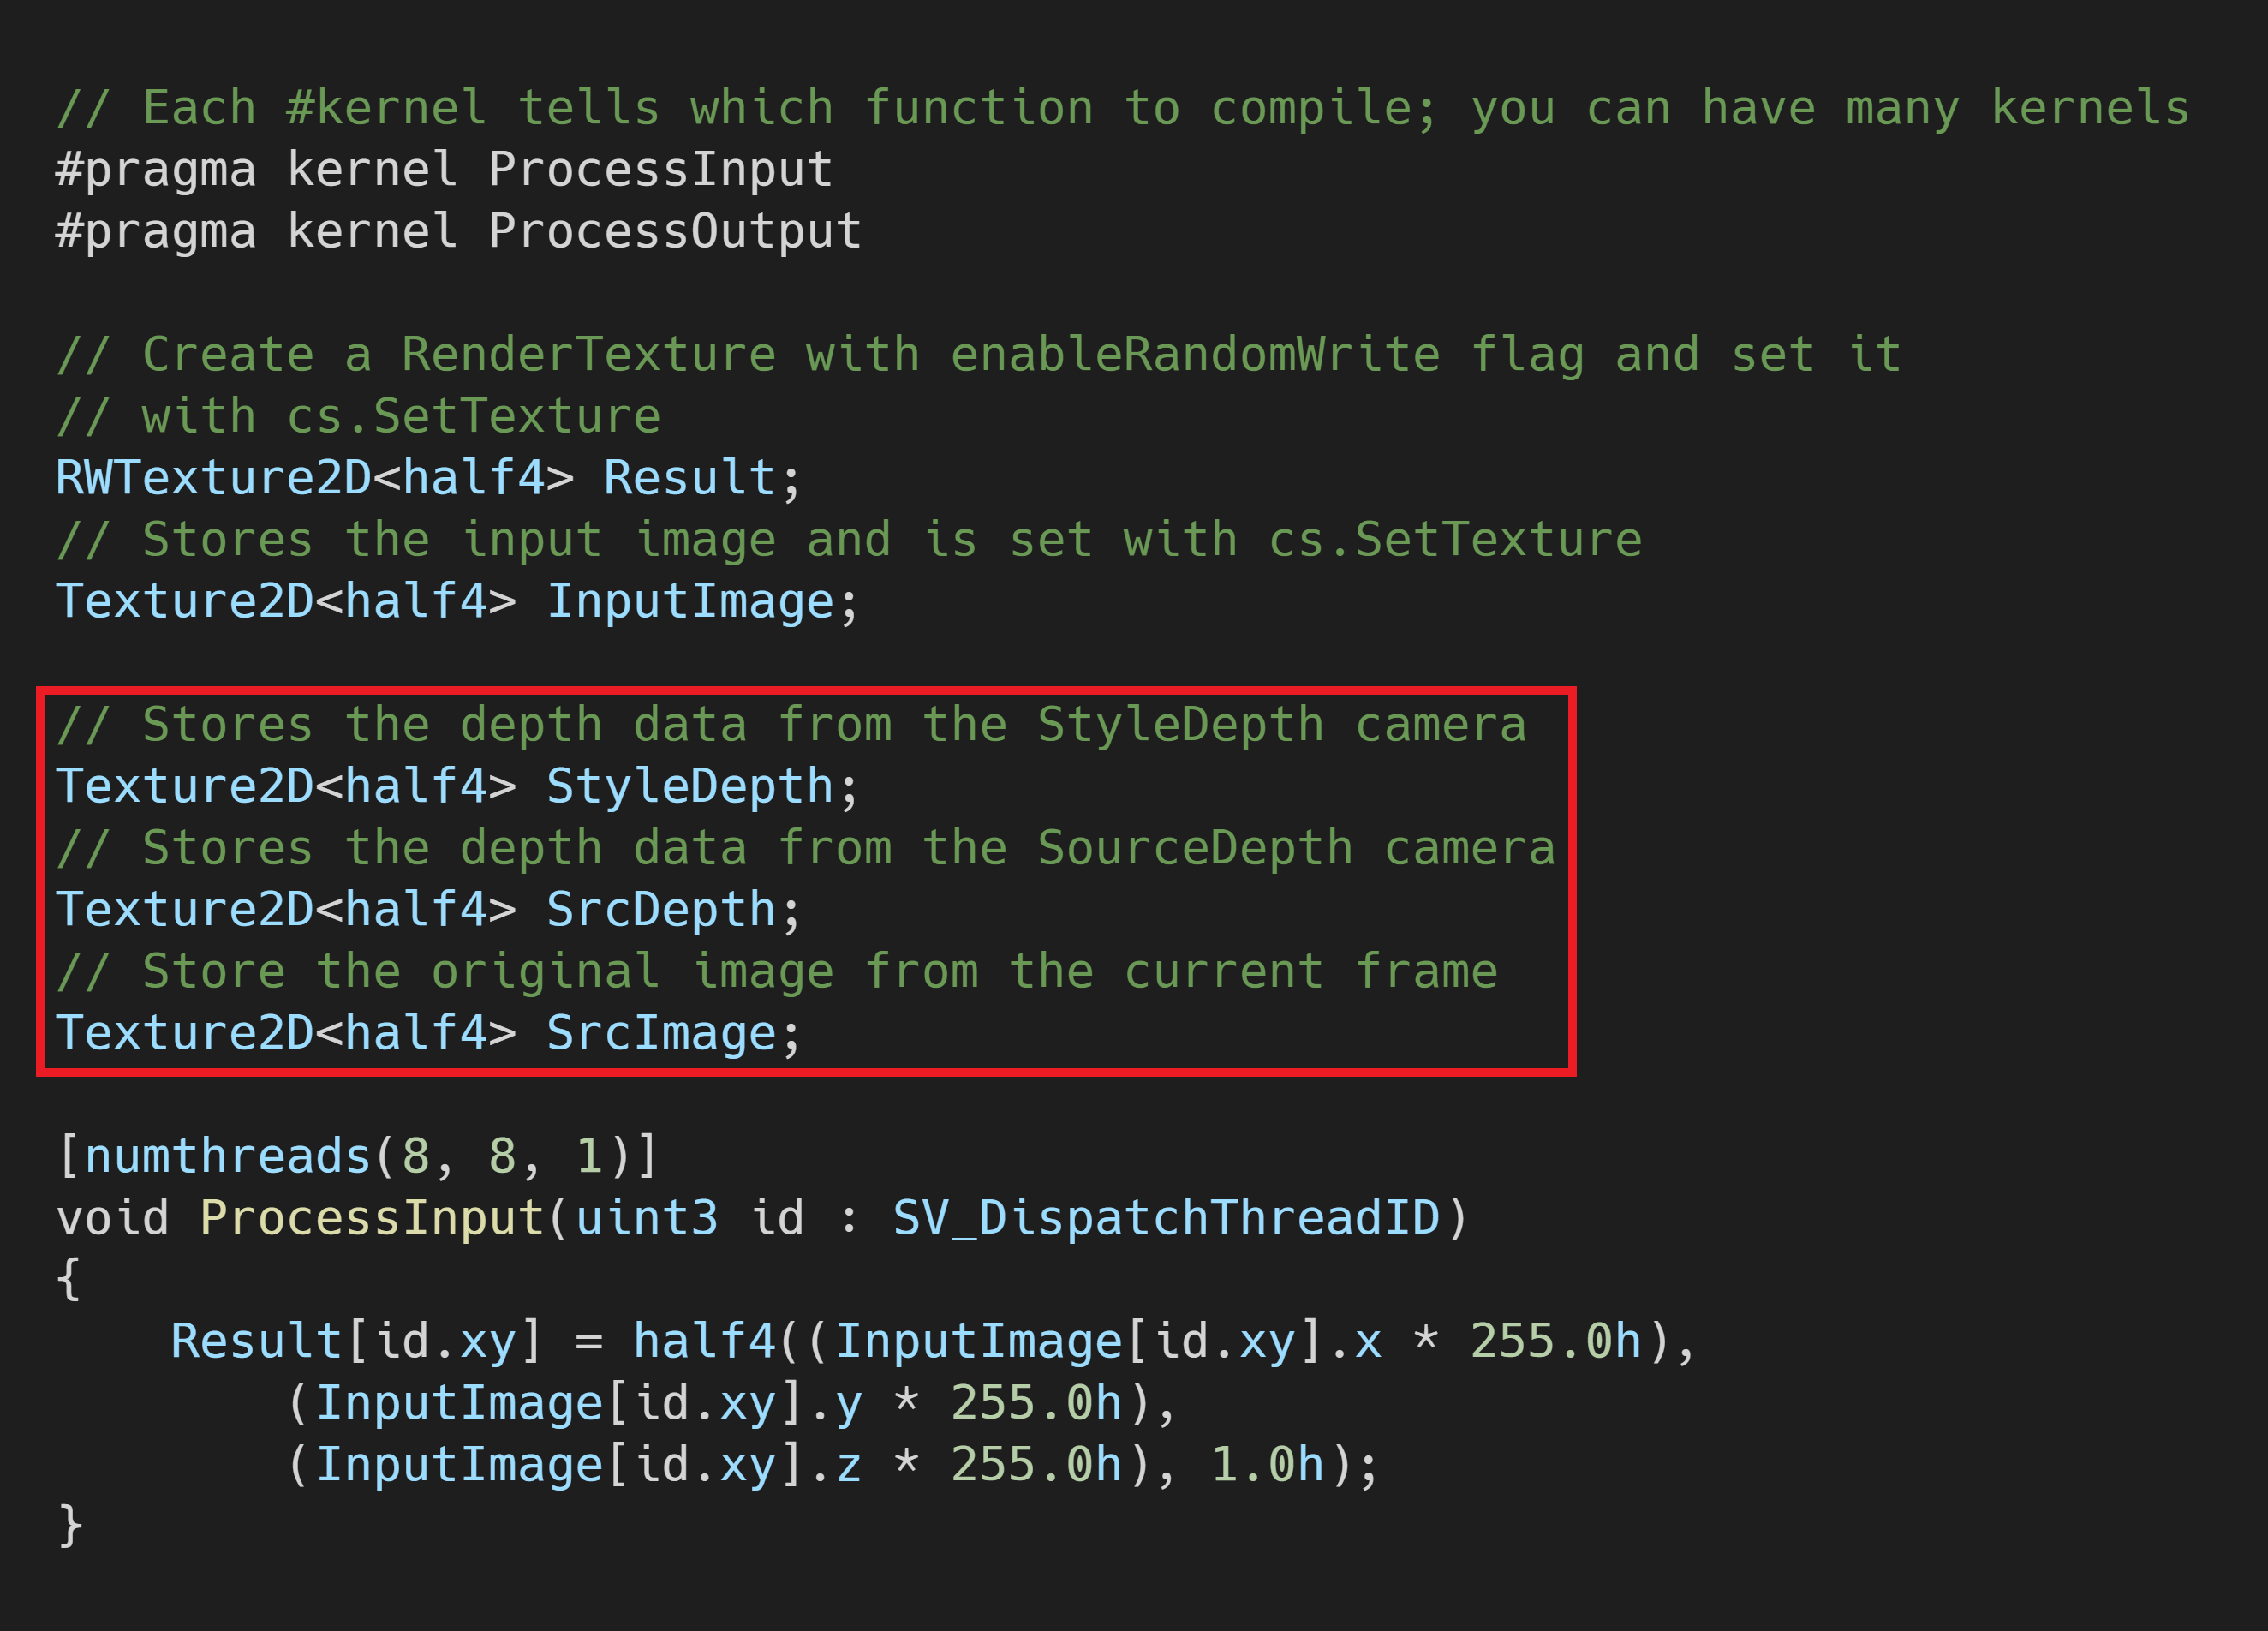 // Each #kernel tells which function to compile; you can have many kernels
#pragma kernel ProcessInput
#pragma kernel ProcessOutput
// Create a RenderTexture with enableRandomWrite flag and set it
// with cs.SetTexture
RWTexture2D<half4> Result;
// Stores the input image and is set with cs.SetTexture
Texture2D<half4> InputImage;
// Stores the depth data from the StyleDepth camera
Texture2D<half4> StyleDepth;
// Stores the depth data from the SourceDepth camera
Texture2D<half4> SrcDepth;
// Store the original image from the current frame
Texture2D<half4> SrcImage;
[numthreads(8, 8, 1)]
void ProcessInput(uint3 id : SV_DispatchThreadID)
{
    Result[id.xy] = half4((InputImage[id.xy].x * 255.0h),
        (InputImage[id.xy].y * 255.0h),
        (InputImage[id.xy].z * 255.0h), 1.0h);
}